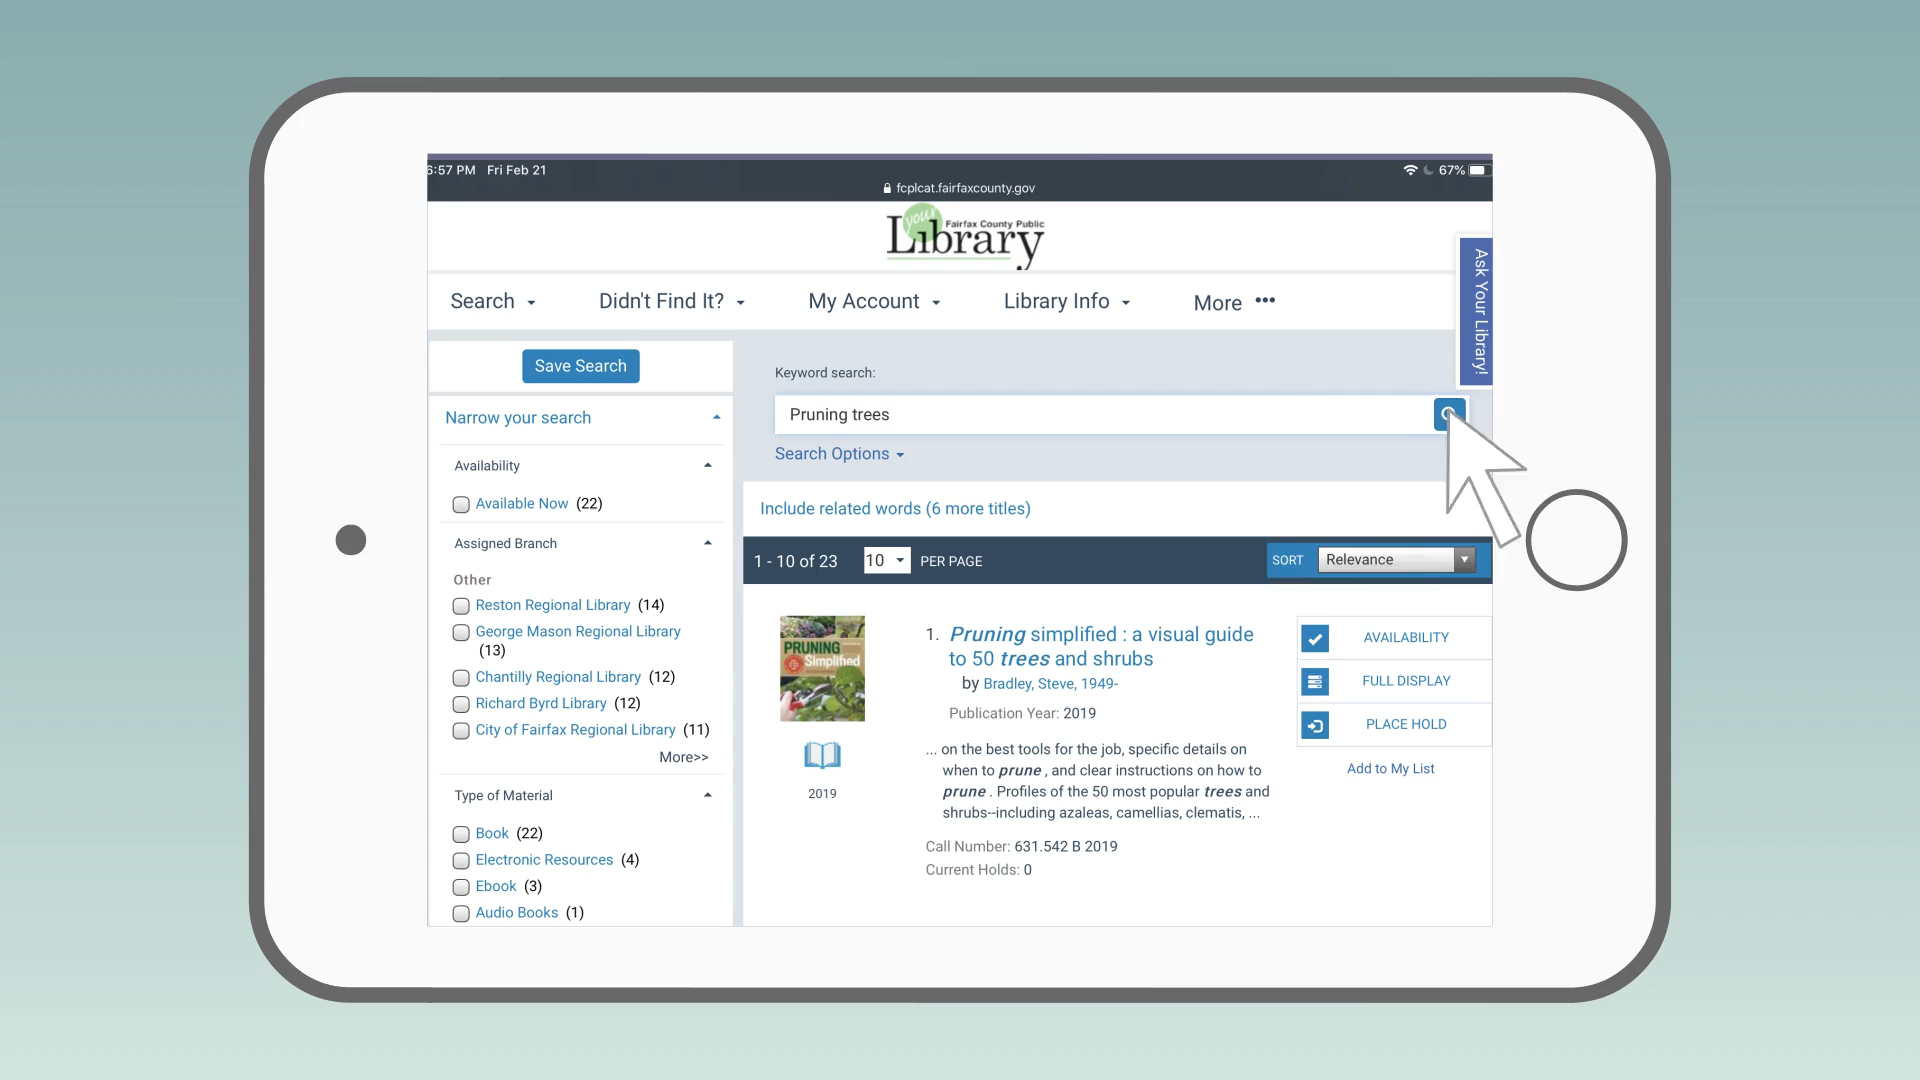 6:57 PM Fri Feb 21
67%
fcplcat.fairfaxcounty.gov
your
Fairfax County Public
Library
Ask Your Library!
Search
Didn't Find It?
My Account
Library Info
More •••
Save Search
Narrow your search
Availability
Available Now (22)
Assigned Branch
Other
Reston Regional Library (14)
George Mason Regional Library
(13)
Chantilly Regional Library (12)
Richard Byrd Library (12)
City of Fairfax Regional Library (11)
More>>
Type of Material
Book (22)
Electronic Resources (4)
Ebook (3)
Audio Books (1)
Keyword search:
Pruning trees
Search Options
Include related words (6 more titles)
1 - 10 of 23 10 PER PAGE
SORT Relevance
PRUNING
Simplified
2019
1. Pruning simplified : a visual guide
to 50 trees and shrubs
by Bradley, Steve, 1949-
Publication Year: 2019
... on the best tools for the job, specific details on
when to prune , and clear instructions on how to
prune . Profiles of the 50 most popular trees and
shrubs--including azaleas, camellias, clematis, ...
Call Number: 631.542 B 2019
Current Holds: 0
AVAILABILITY
FULL DISPLAY
PLACE HOLD
Add to My List